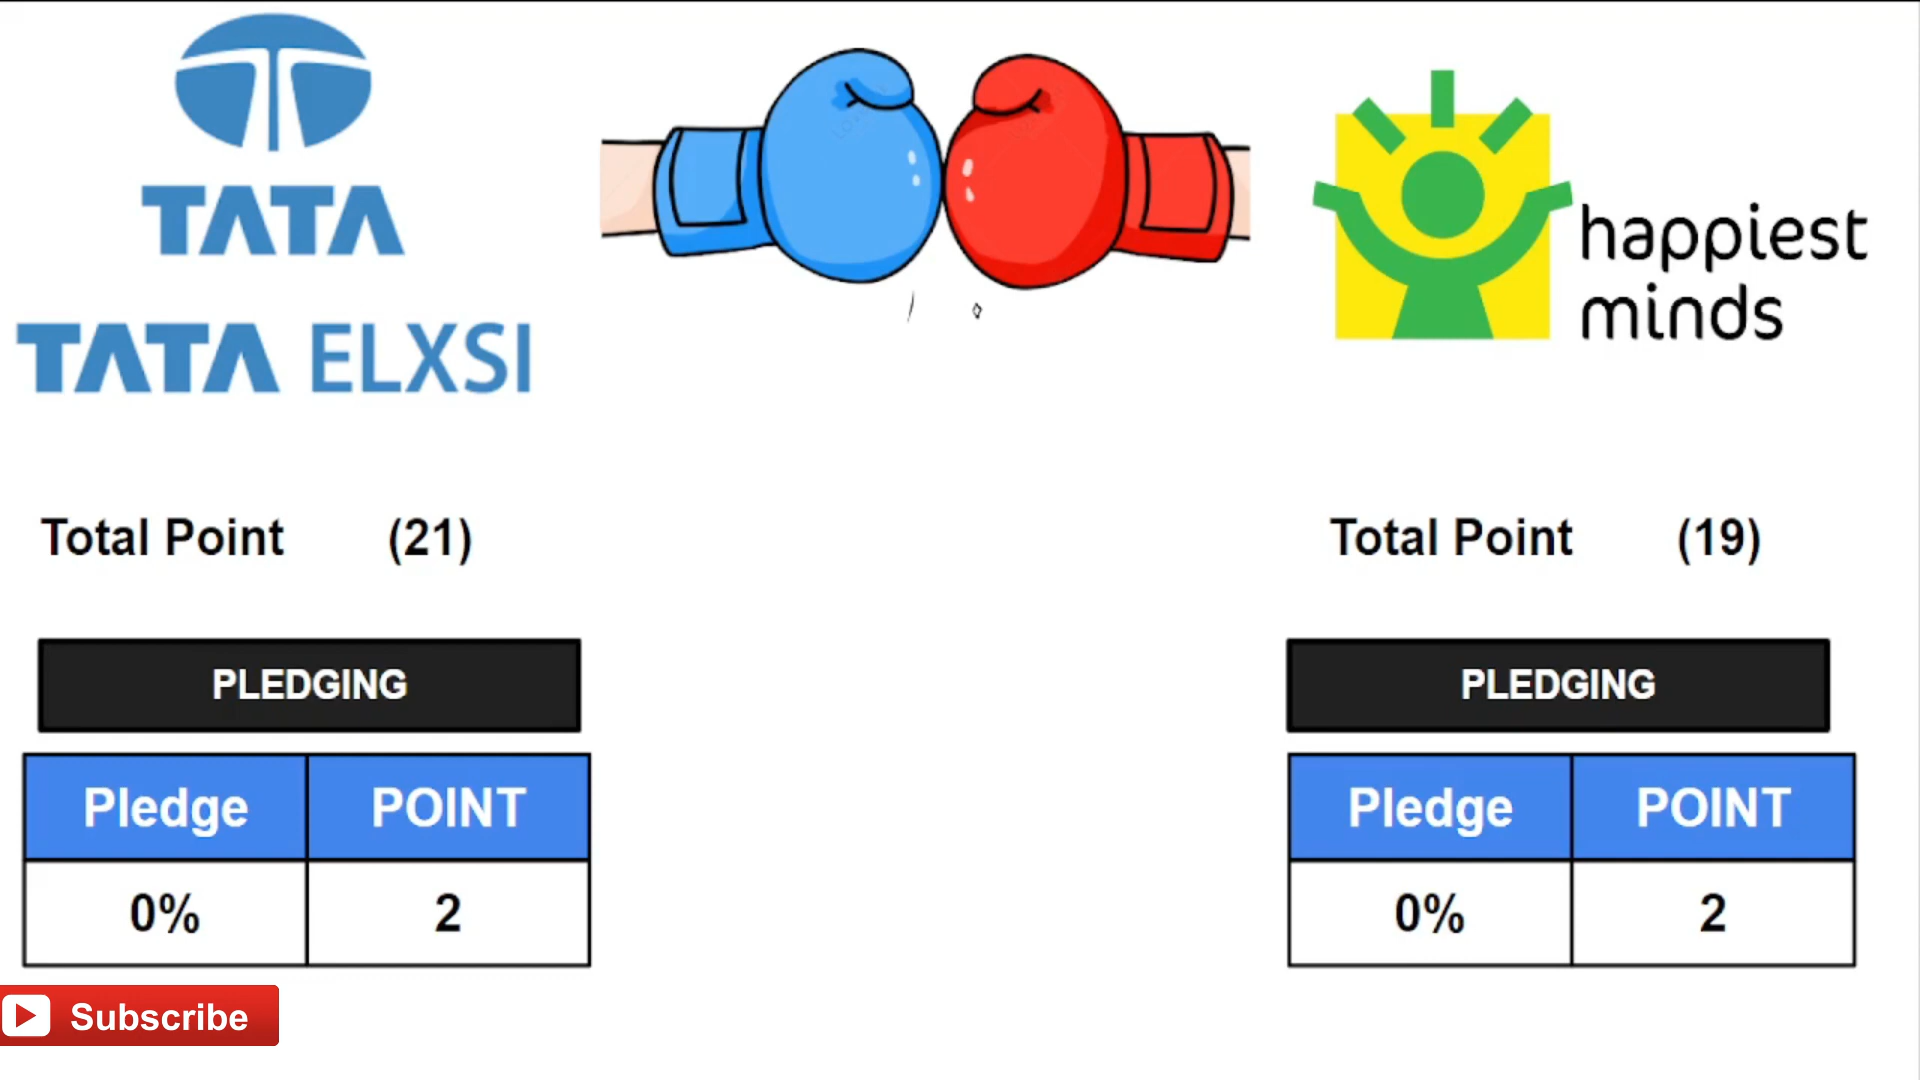 TATA
TATA ELXSI
happiest
minds
Total Point (21)
Total Point (19)
PLEDGING
PLEDGING
Pledge POINT
0% 2
Pledge POINT
0% 2
Subscribe